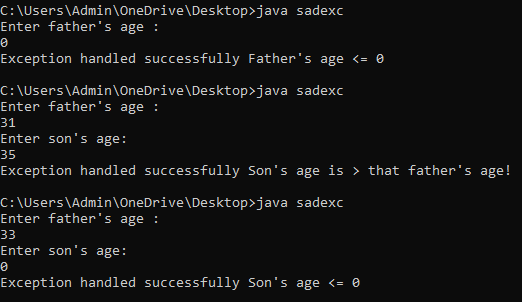 C:\Users\Admin\OneDrive\Desktop>java sadexc
Enter father's age :
0
Exception handled successfully Father's age <= 0
C:\Users\Admin\OneDrive\Desktop>java sadexc
Enter father's age :
31
Enter son's age:
35
Exception handled successfully Son's age is > that father's age!
C:\Users\Admin\OneDrive\Desktop>java sadexc
Enter father's age :
33
Enter son's age:
0
Exception handled successfully Son's age <= 0